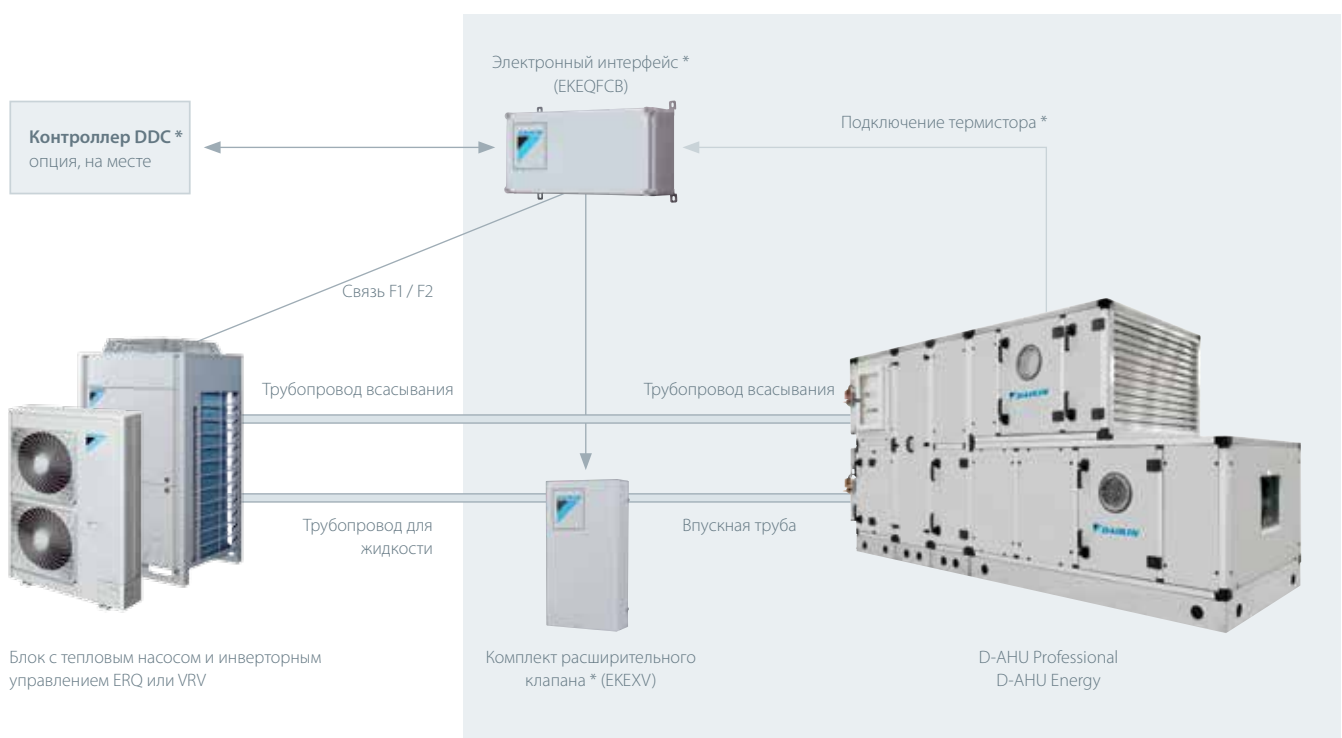 Электронный интерфейс *
(EKEQFCB)
Контроллер DDC *
опция, на месте
Подключение термистора *
Связь F1 / F2
Трубопровод всасывания
Трубопровод всасывания
DAIKIN
Трубопровод для
жидкости
Впускная труба
DAIKIN
Блок с тепловым насосом и инверторным
управлением ERQ или VRV
Комплект расширительного
клапана * (EKEXV)
D-AHU Professional
D-AHU Energy